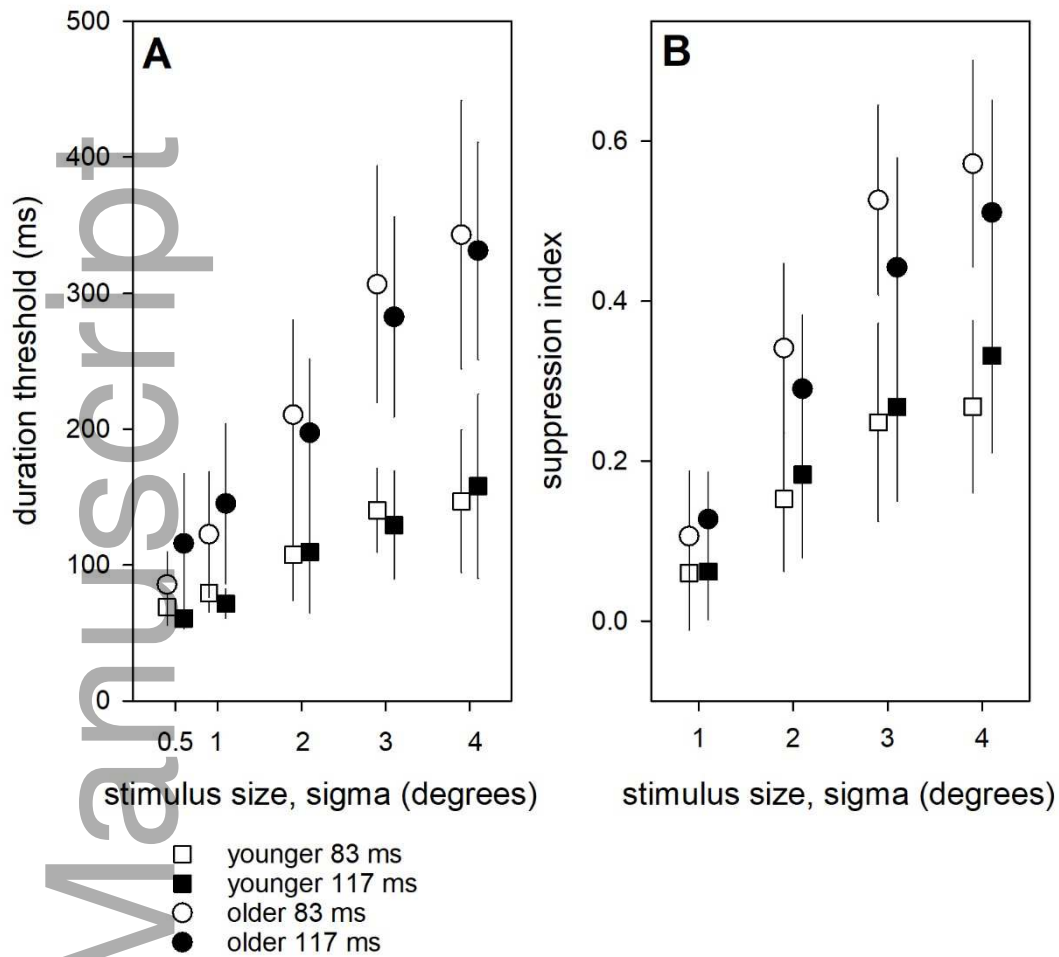 A
B
500
400
300
200
100
0
duration threshold (ms)
0.5 1 2 3 4
stimulus size, sigma (degrees)
0.6
0.4
0.2
0.0
suppression index
1 2 3 4
stimulus size, sigma (degrees)
younger 83 ms
younger 117 ms
older 83 ms
older 117 ms
Manuscript